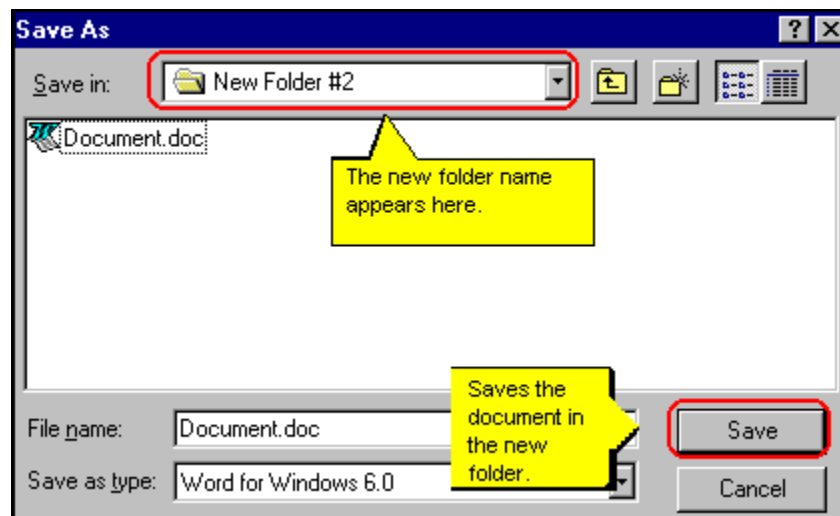 Save As
Save in:
New Folder #2
Document.doc
The new folder name
appears here.
Saves the
document in
the new
folder.
File name:
Document.doc
Save
Save as type:
Word for Windows 6.0
Cancel